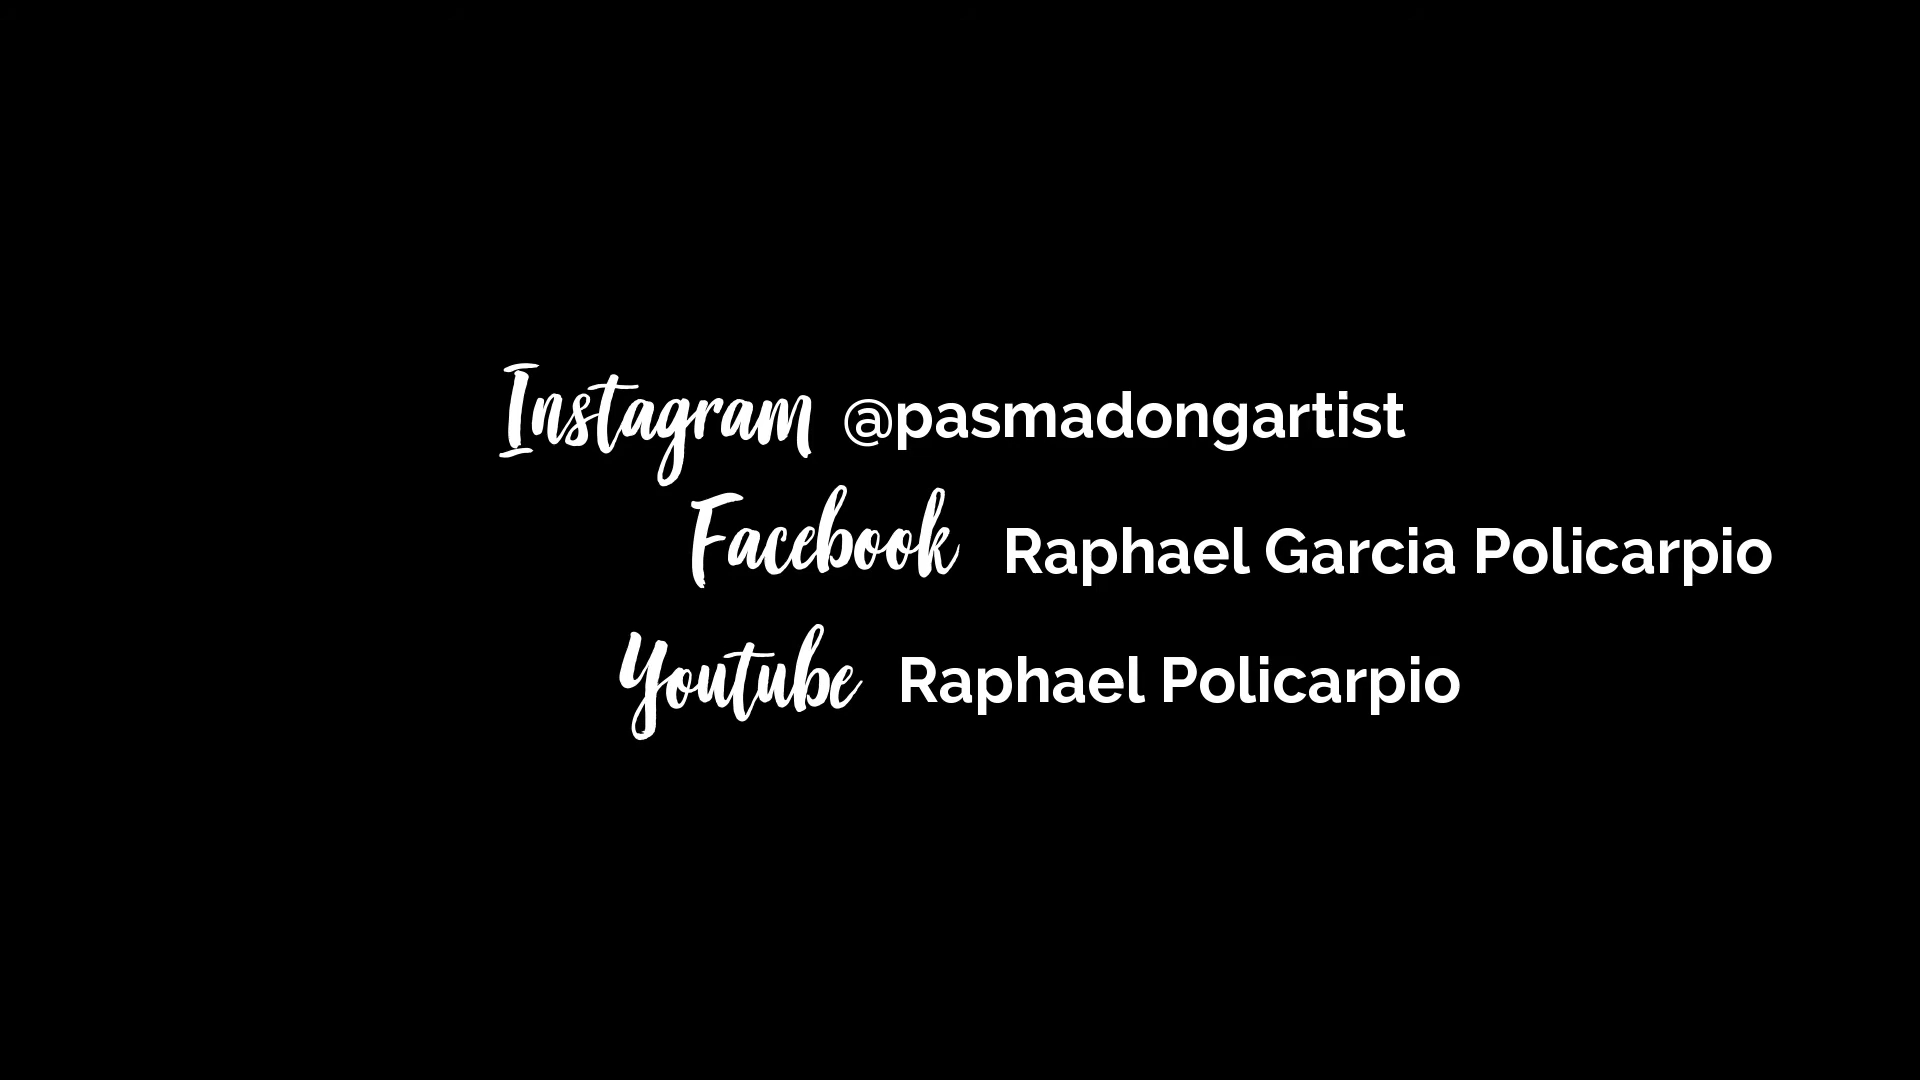 Instagram @pasmadongartist
Facebook Raphael Garcia Policarpio
Youtube Raphael Policarpio